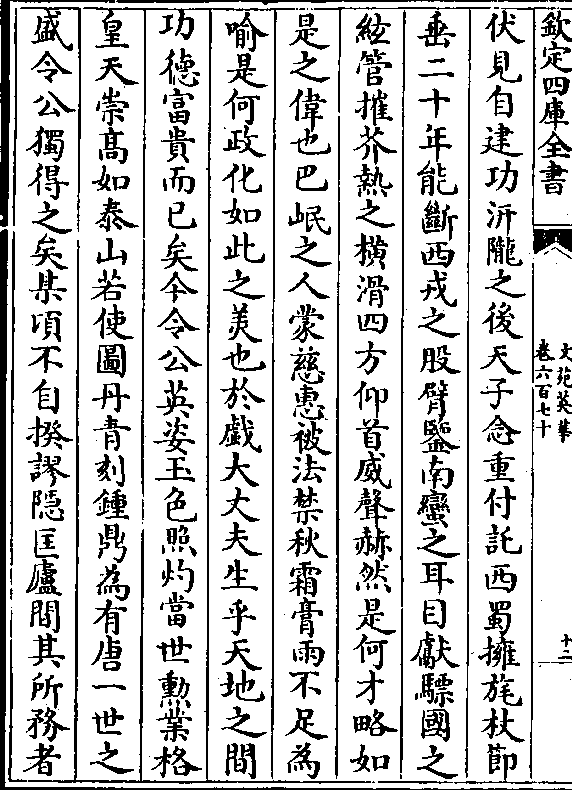 欽定四庫全書
文苑英華
卷六百七十
十二
伏見自建功沂隴之後天子念重付託西蜀擁旄杖節
垂二十年能斷西戎之股臂鑿南蠻之耳目獻驃國之
絃管摧芥熱之橫滑四方仰首威聲赫然是何才略如
是之偉也巴岷之人蒙慈惠被法禁秋霜膏雨不足為
喻是何政化如此之美也於戲大丈夫生乎天地之間
功德富貴而已矣今令公英姿玉色照灼當世勲業格
皇天崇髙如泰山若使圖丹青刻鍾鼎為有唐一世之
盛令公獨得之矣某頃不自揆謬隠匡廬間其所務者